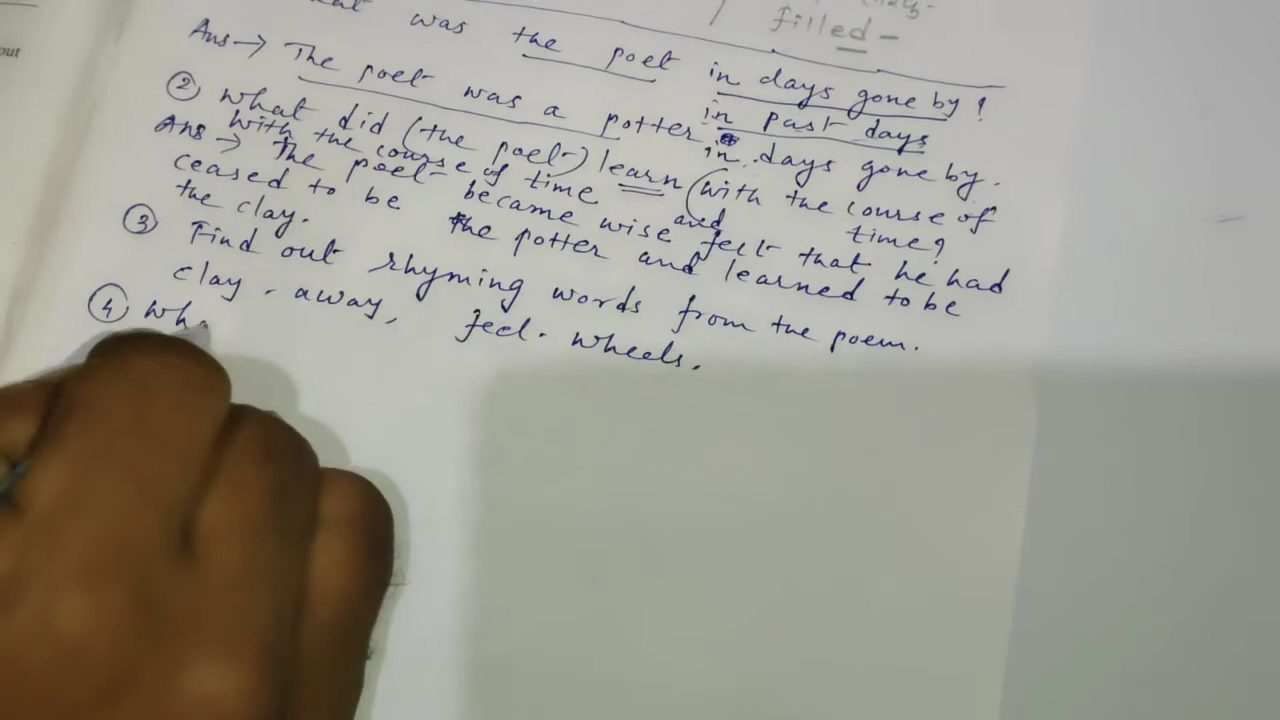 out
filled -
was the poet in days gone by?
Ans → The poet was a potter in days gone by.
in past days
② What did (the poet) learn (with the course of time?
Ans → With the course of time and
The poet became wise felt that he had
ceased to be the potter and learned to be
the clay.
③ Find out rhyming words from the poem.
clay - away, feel - wheels.
④ Wha